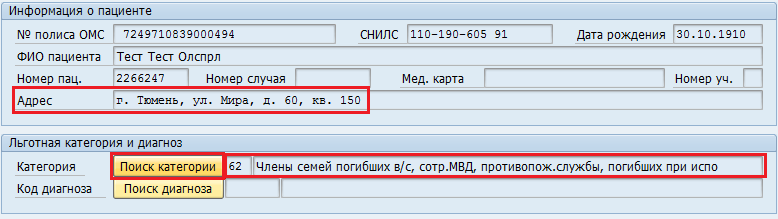 Информация о пациенте
№ полиса ОМС 7249710839000494 СНИЛС 110-190-605 91 Дата рождения 30.10.1910
ФИО пациента Тест Тест Олспрл
Номер пац. 2266247 Номер случая Мед. карта Номер уч.
Адрес г. Тюмень, ул. Мира, д. 60, кв. 150
Льготная категория и диагноз
Категория Поиск категории 62 Члены семей погибших в/с, сотр.МВД, противопож.службы, погибших при испо
Код диагноза Поиск диагноза